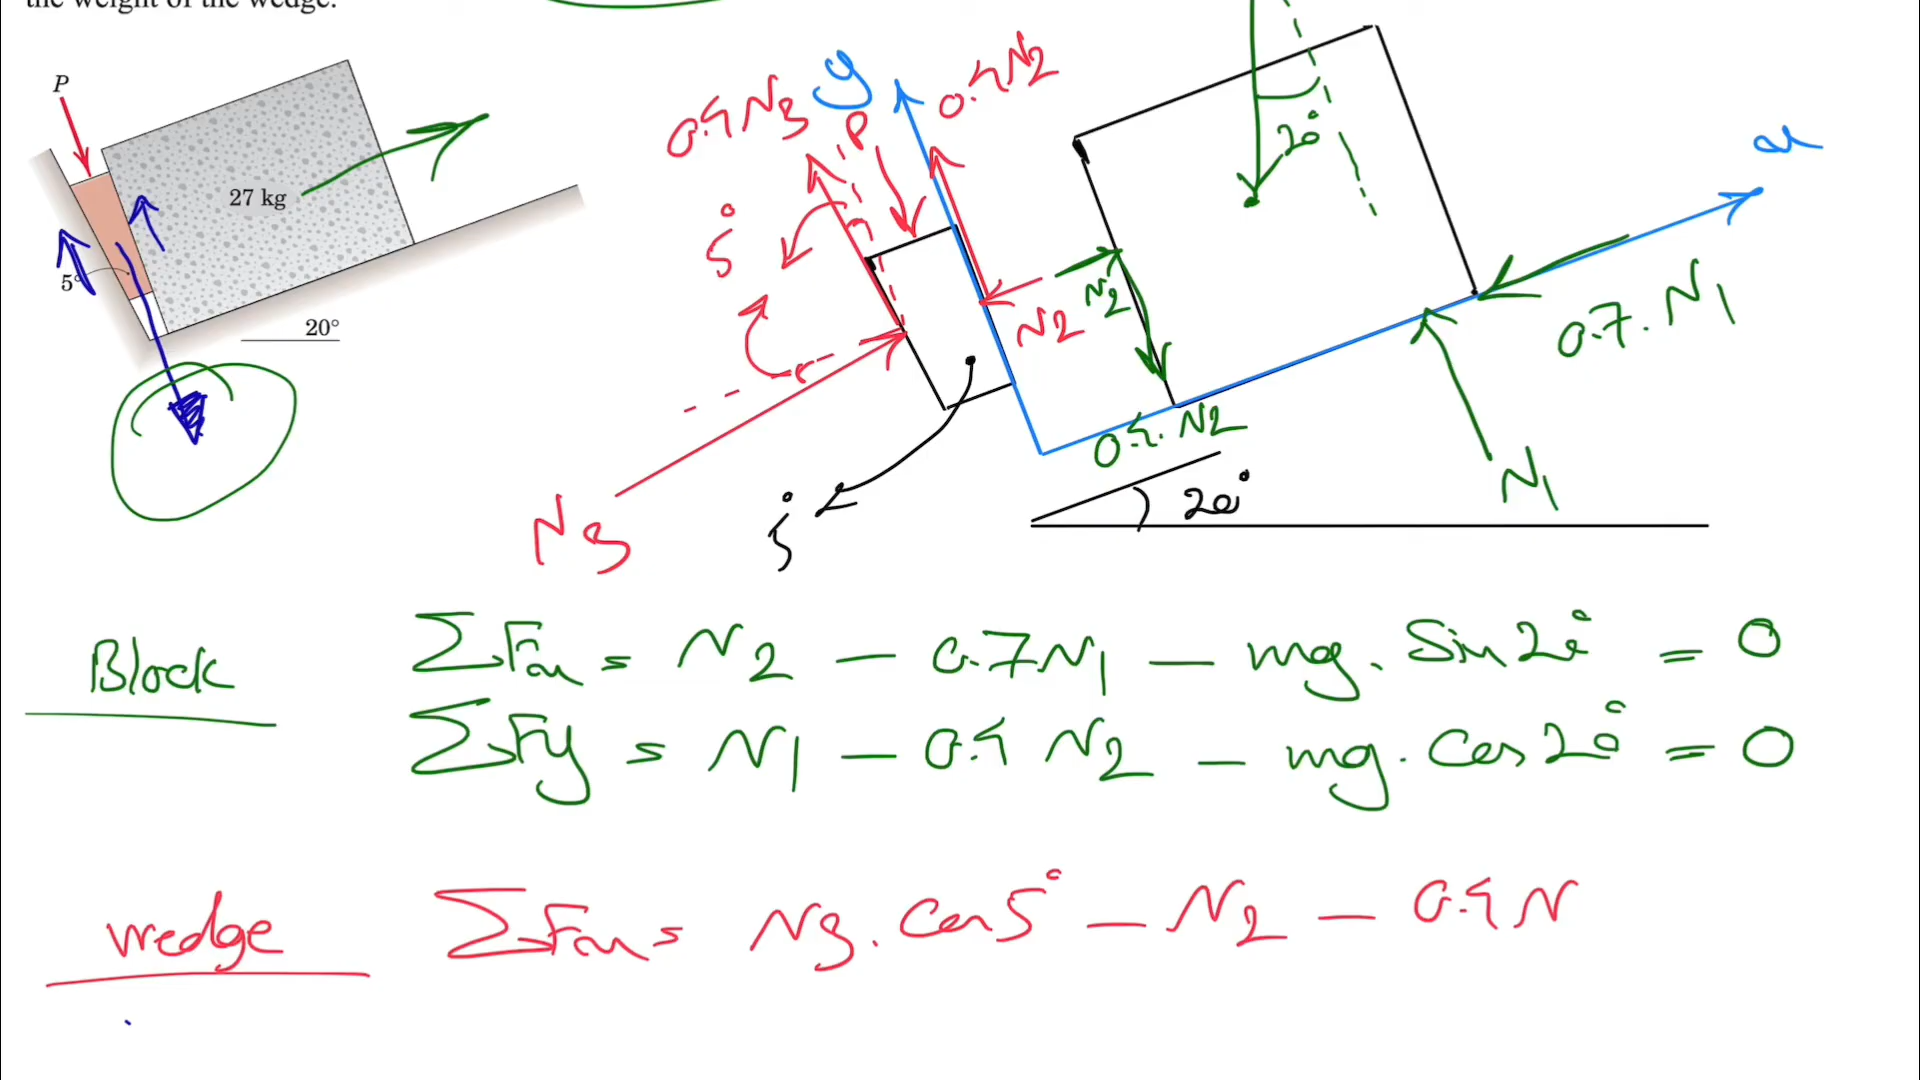 the weight of the wedge.
P
27 kg
5°
20°
0.4N3
y
P
0.4N2
20°
x
5°
N2
N2
0.7.N1
0.4.N2
N3
5°
20°
N1
Block
ΣFx = N2 - 0.7N1 - mg. Sin20° = 0
ΣFy = N1 - 0.4 N2 - mg. Cos20° = 0
wedge
ΣFx = N3. Cos5° - N2 - 0.4N